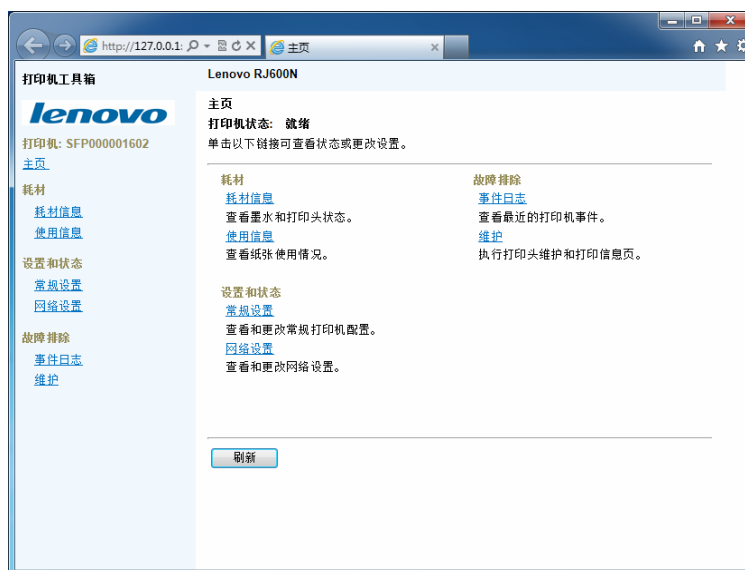 http://127.0.0.1:
主页
打印机工具箱
lenovo
打印机: SFP000001602
主页
耗材
耗材信息
使用信息
设置和状态
常规设置
网络设置
故障排除
事件日志
维护
Lenovo RJ600N
主页
打印机状态: 就绪
单击以下链接可查看状态或更改设置。
耗材
耗材信息
查看墨水和打印头状态。
使用信息
查看纸张使用情况。
设置和状态
常规设置
查看和更改常规打印机配置。
网络设置
查看和更改网络设置。
故障排除
事件日志
查看最近的打印机事件。
维护
执行打印头维护和打印信息页。
刷新